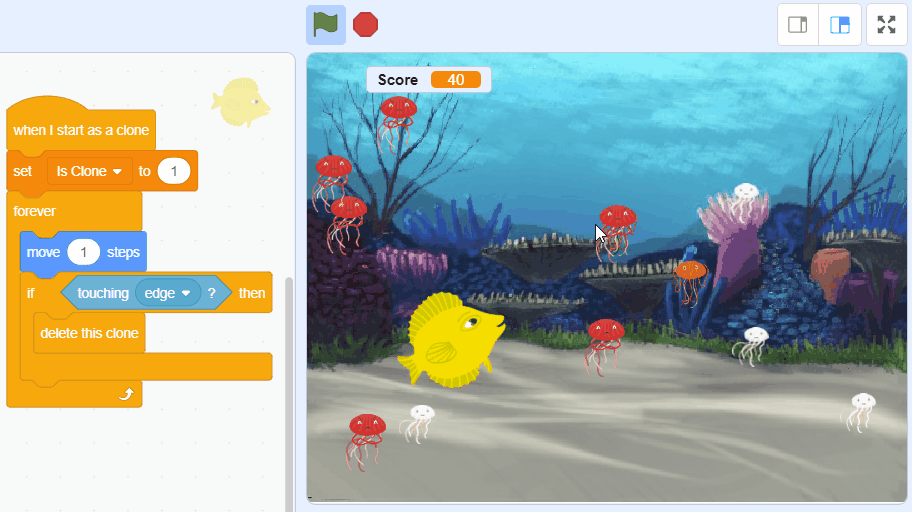 Score 40
when I start as a clone
set Is Clone to 1
forever
move 1 steps
if touching edge ? then
delete this clone